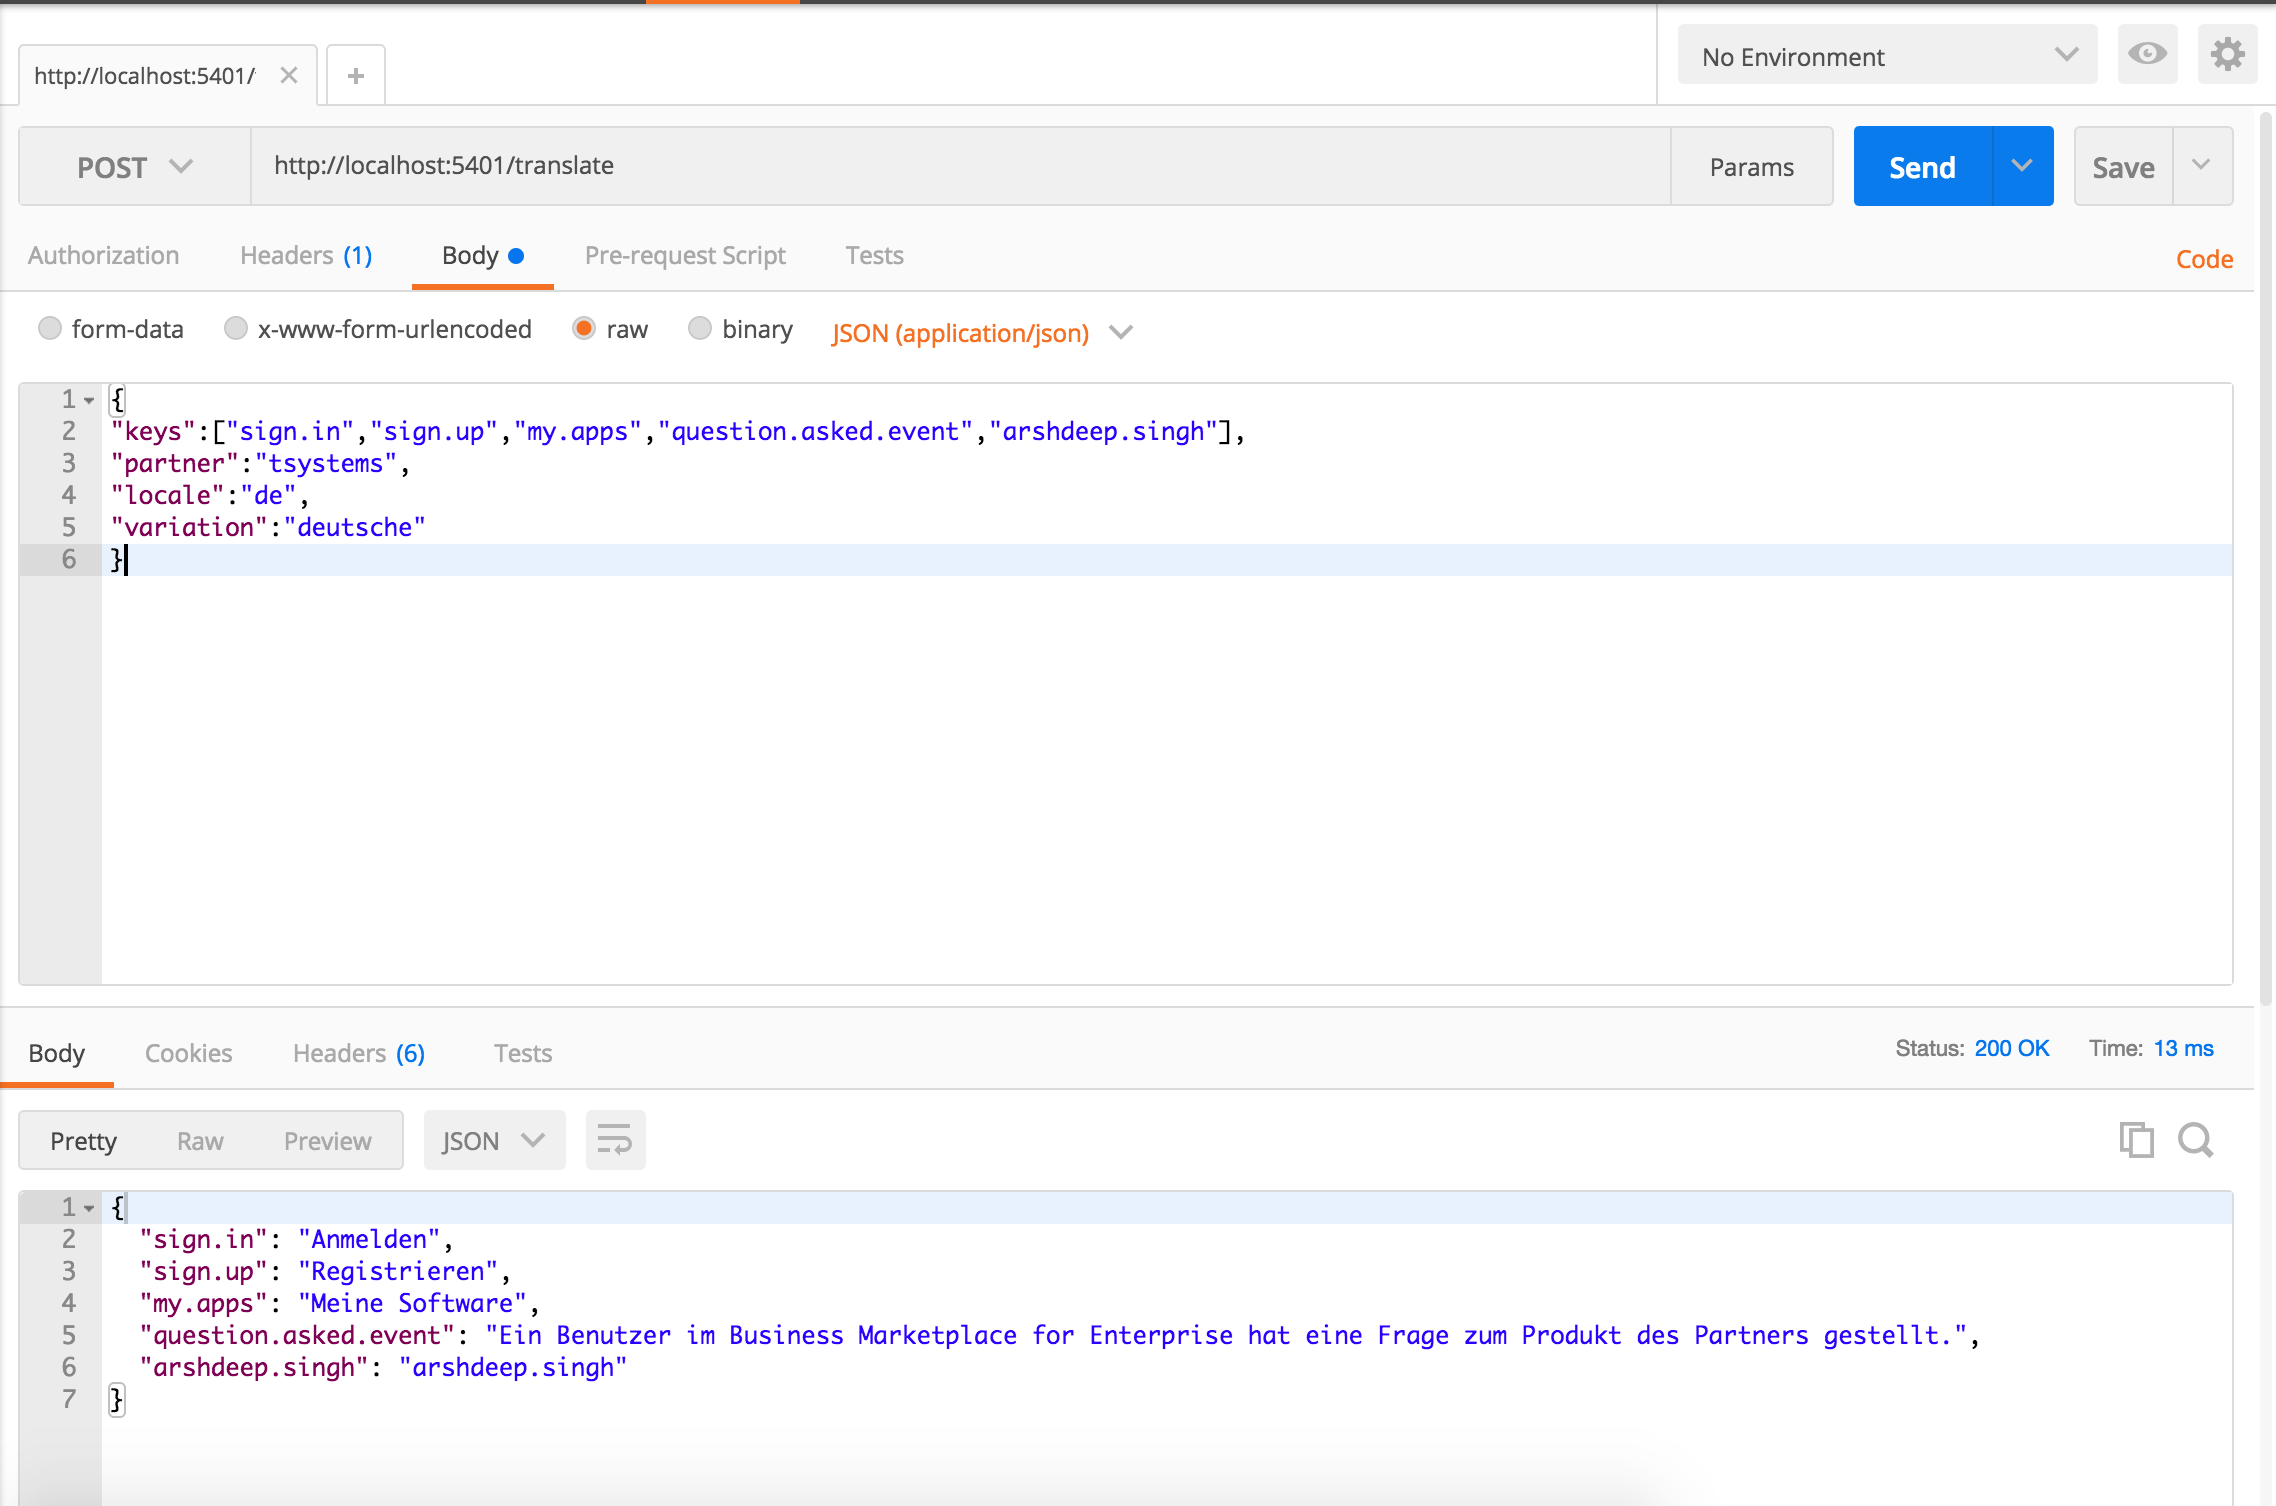 http://localhost:5401/
No Environment
POST
http://localhost:5401/translate
Params
Send
Save
Authorization
Headers (1)
Body
Pre-request Script
Tests
Code
form-data
x-www-form-urlencoded
raw
binary
JSON (application/json)
1 {
2 "keys":["sign.in","sign.up","my.apps","question.asked.event","arshdeep.singh"],
3 "partner":"tsystems",
4 "locale":"de",
5 "variation":"deutsche"
6 }
Body
Cookies
Headers (6)
Tests
Status: 200 OK
Time: 13 ms
Pretty
Raw
Preview
JSON
1 {
2 "sign.in": "Anmelden",
3 "sign.up": "Registrieren",
4 "my.apps": "Meine Software",
5 "question.asked.event": "Ein Benutzer im Business Marketplace for Enterprise hat eine Frage zum Produkt des Partners gestellt.",
6 "arshdeep.singh": "arshdeep.singh"
7 }